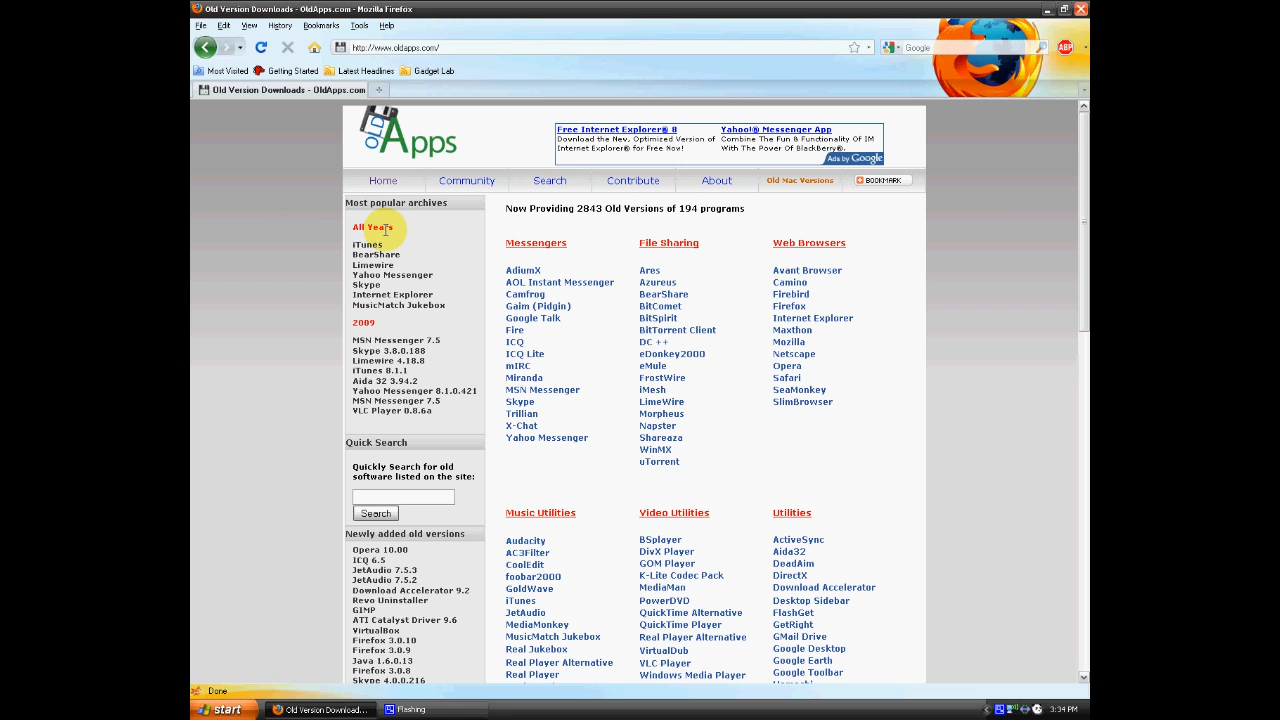 Old Version Downloads - OldApps.com - Mozilla Firefox
File Edit View History Bookmarks Tools Help
http://www.oldapps.com/
Google
ABP
Most Visited Getting Started Latest Headlines Gadget Lab
Old Version Downloads - OldApps.com
OLD Apps
Free Internet Explorer® 8
Download the New, Optimized Version of
Internet Explorer® for Free Now!
Yahoo!® Messenger App
Combine The Fun & Functionality Of IM
With The Power Of BlackBerry®.
Ads by Google
Home Community Search Contribute About Old Mac Versions BOOKMARK
Most popular archives
All Years
iTunes
BearShare
Limewire
Yahoo Messenger
Skype
Internet Explorer
MusicMatch Jukebox
2009
MSN Messenger 7.5
Skype 3.8.0.188
Limewire 4.18.8
iTunes 8.1.1
Aida 32 3.94.2
Yahoo Messenger 8.1.0.421
MSN Messenger 7.5
VLC Player 0.8.6a
Quick Search
Quickly Search for old
software listed on the site:
Search
Newly added old versions
Opera 10.00
ICQ 6.5
JetAudio 7.5.3
JetAudio 7.5.2
Download Accelerator 9.2
Revo Uninstaller
GIMP
ATI Catalyst Driver 9.6
VirtualBox
Firefox 3.0.10
Firefox 3.0.9
Java 1.6.0.13
Firefox 3.0.8
Skype 4.0.0.216
Now Providing 2843 Old Versions of 194 programs
Messengers
AdiumX
AOL Instant Messenger
Camfrog
Gaim (Pidgin)
Google Talk
Fire
ICQ
ICQ Lite
mIRC
Miranda
MSN Messenger
Skype
Trillian
X-Chat
Yahoo Messenger
File Sharing
Ares
Azureus
BearShare
BitComet
BitSpirit
BitTorrent Client
DC ++
eDonkey2000
eMule
FrostWire
iMesh
LimeWire
Morpheus
Napster
Shareaza
WinMX
uTorrent
Web Browsers
Avant Browser
Camino
Firebird
Firefox
Internet Explorer
Maxthon
Mozilla
Netscape
Opera
Safari
SeaMonkey
SlimBrowser
Music Utilities
Audacity
AC3Filter
CoolEdit
foobar2000
GoldWave
iTunes
JetAudio
MediaMonkey
MusicMatch Jukebox
Real Jukebox
Real Player Alternative
Real Player
Video Utilities
BSplayer
DivX Player
GOM Player
K-Lite Codec Pack
MediaMan
PowerDVD
QuickTime Alternative
QuickTime Player
Real Player Alternative
VirtualDub
VLC Player
Windows Media Player
Utilities
ActiveSync
Aida32
DeadAim
DirectX
Download Accelerator
Desktop Sidebar
FlashGet
GetRight
GMail Drive
Google Desktop
Google Earth
Google Toolbar
Done
start Old Version Download... Flashing 3:34 PM